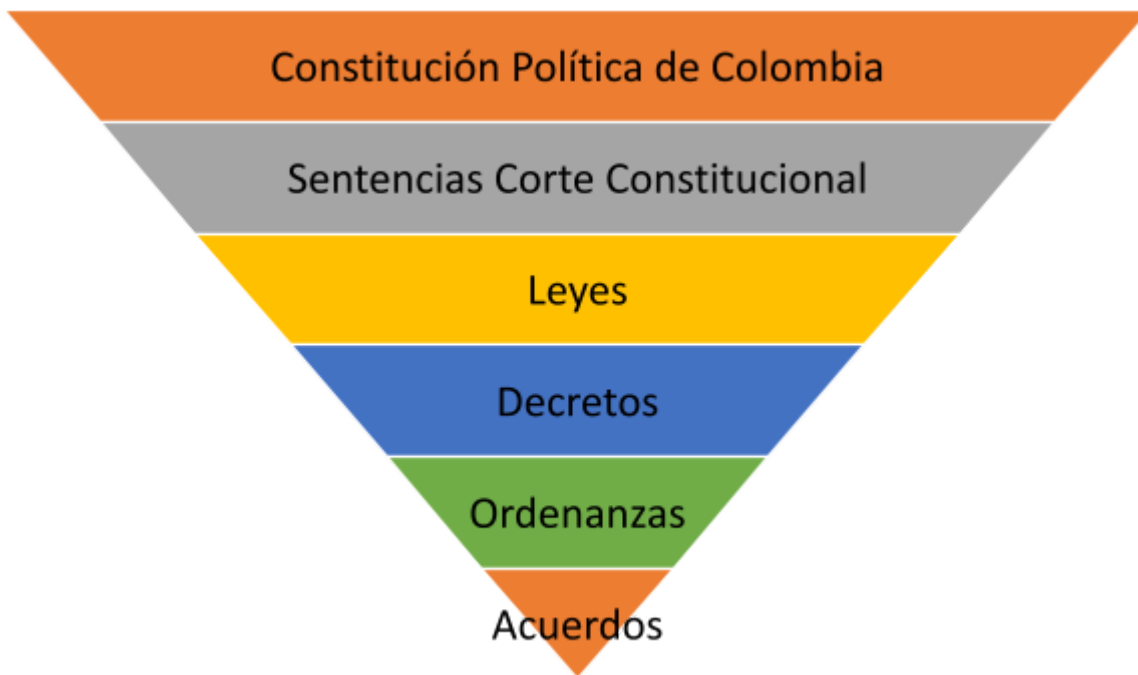 Constitución Política de Colombia
Sentencias Corte Constitucional
Leyes
Decretos
Ordenanzas
Acuerdos